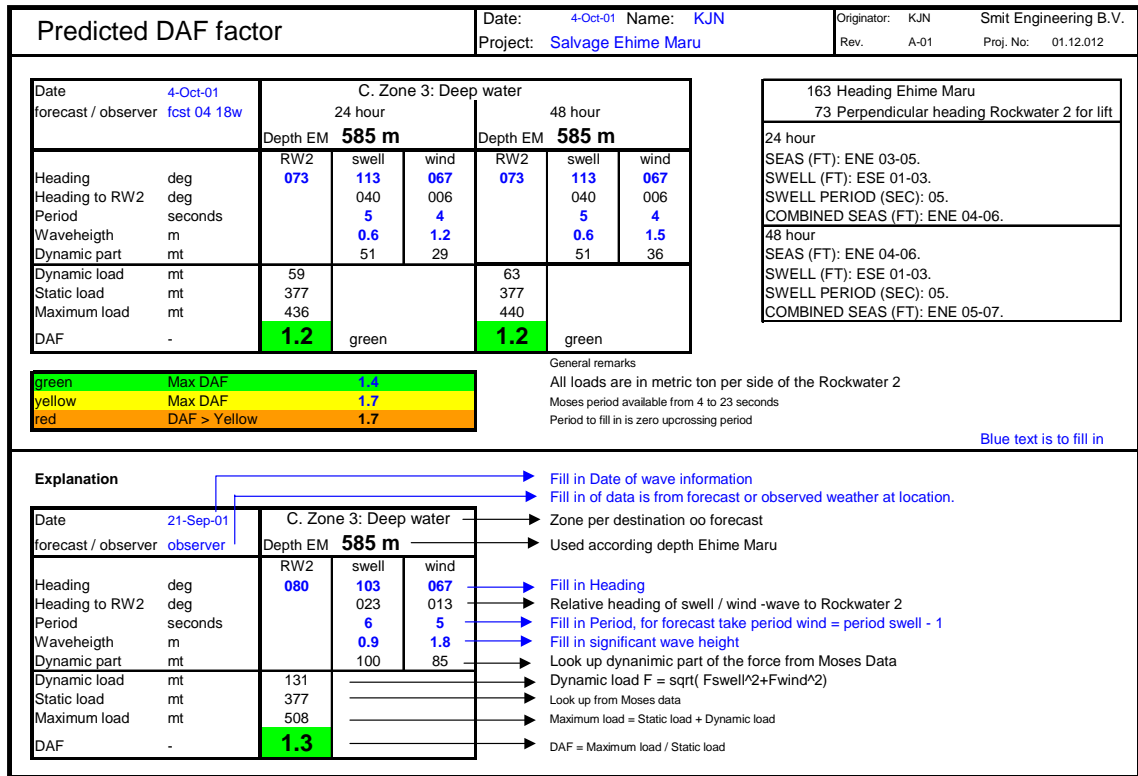 Predicted DAF factor
Date: 4-Oct-01 Name: KJN
Project: Salvage Ehime Maru
Originator: KJN Smit Engineering B.V.
Rev. A-01 Proj. No: 01.12.012
Date 4-Oct-01 C. Zone 3: Deep water
forecast / observer fcst 04 18w 24 hour 48 hour
Depth EM 585 m Depth EM 585 m
RW2 swell wind RW2 swell wind
Heading deg 073 113 067 073 113 067
Heading to RW2 deg 040 006 040 006
Period seconds 5 4 5 4
Waveheigth m 0.6 1.2 0.6 1.5
Dynamic part mt 51 29 51 36
Dynamic load mt 59 63
Static load mt 377 377
Maximum load mt 436 440
DAF - 1.2 green 1.2 green
163 Heading Ehime Maru
73 Perpendicular heading Rockwater 2 for lift
24 hour
SEAS (FT): ENE 03-05.
SWELL (FT): ESE 01-03.
SWELL PERIOD (SEC): 05.
COMBINED SEAS (FT): ENE 04-06.
48 hour
SEAS (FT): ENE 04-06.
SWELL (FT): ESE 01-03.
SWELL PERIOD (SEC): 05.
COMBINED SEAS (FT): ENE 05-07.
green Max DAF 1.4
yellow Max DAF 1.7
red DAF > Yellow 1.7
General remarks
All loads are in metric ton per side of the Rockwater 2
Moses period available from 4 to 23 seconds
Period to fill in is zero upcrossing period
Blue text is to fill in
Explanation
Fill in Date of wave information
Fill in of data is from forecast or observed weather at location.
Date 21-Sep-01 C. Zone 3: Deep water Zone per destination oo forecast
forecast / observer observer Depth EM 585 m Used according depth Ehime Maru
RW2 swell wind
Heading deg 080 103 067 Fill in Heading
Heading to RW2 deg 023 013 Relative heading of swell / wind -wave to Rockwater 2
Period seconds 6 5 Fill in Period, for forecast take period wind = period swell - 1
Waveheigth m 0.9 1.8 Fill in significant wave height
Dynamic part mt 100 85 Look up dynanimic part of the force from Moses Data
Dynamic load mt 131 Dynamic load F = sqrt( Fswell^2+Fwind^2)
Static load mt 377 Look up from Moses data
Maximum load mt 508 Maximum load = Static load + Dynamic load
DAF - 1.3 DAF = Maximum load / Static load